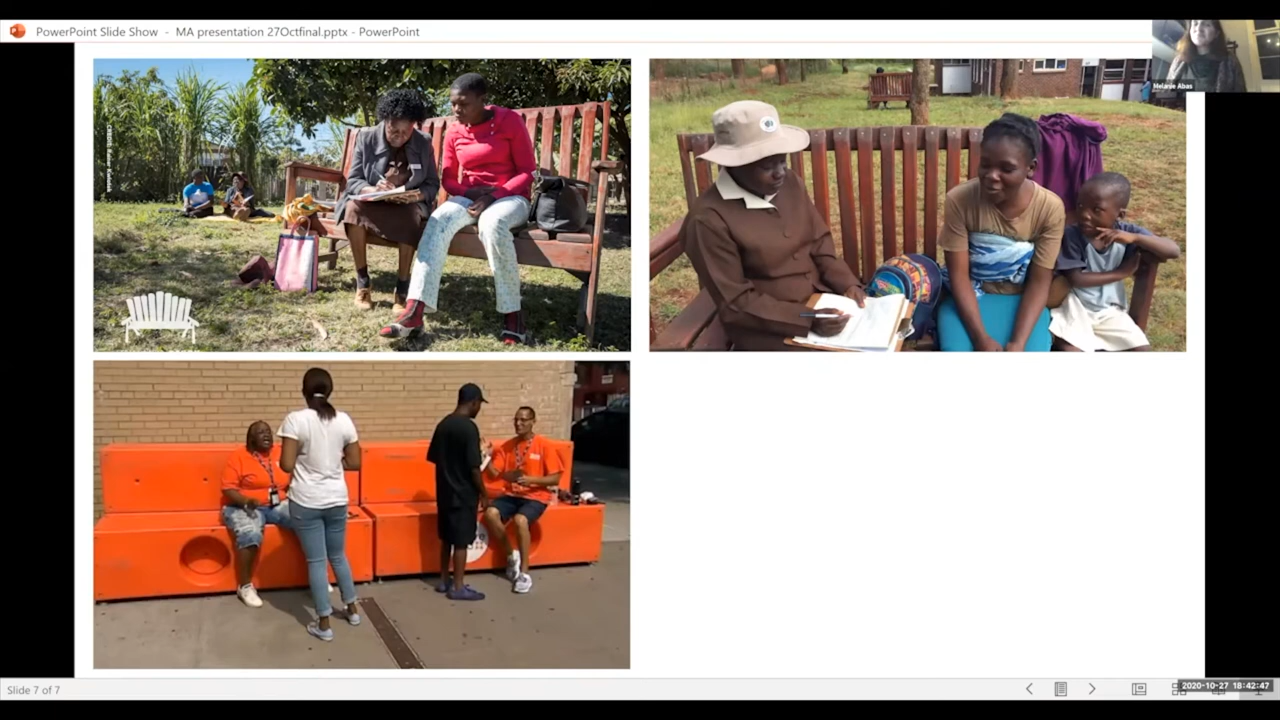 PowerPoint Slide Show - MA presentation 27Octfinal.pptx - PowerPoint
Melanie Abas
Slide 7 of 7
2020-10-27 18:42:47